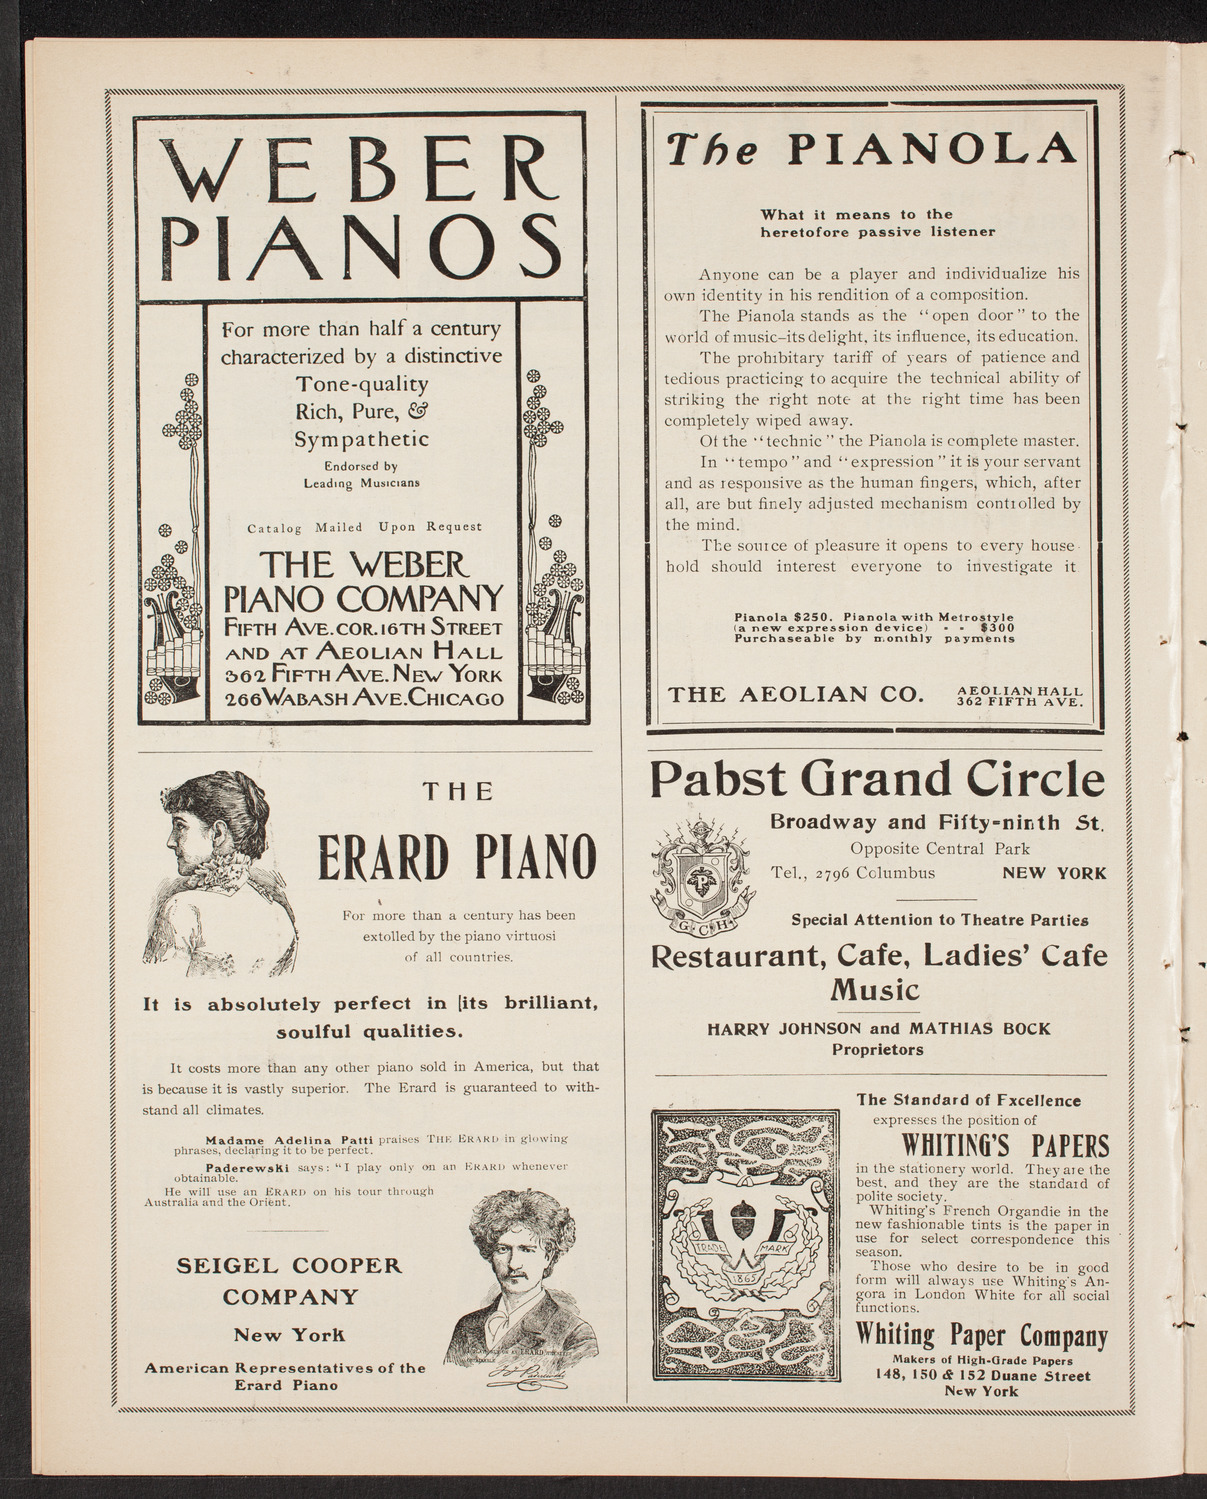 WEBER
PIANOS
For more than half a century
characterized by a distinctive
Tone-quality
Rich, Pure, &
Sympathetic
Endorsed by
Leading Musicians
Catalog Mailed Upon Request
THE WEBER
PIANO COMPANY
FIFTH AVE. COR. 16TH STREET
AND AT AEOLIAN HALL
362 FIFTH AVE. NEW YORK
266 WABASH AVE. CHICAGO
THE
ERARD PIANO
For more than a century has been
extolled by the piano virtuosi
of all countries.
It is absolutely perfect in its brilliant,
soulful qualities.
It costs more than any other piano sold in America, but that
is because it is vastly superior. The Erard is guaranteed to with-
stand all climates.
Madame Adelina Patti praises THE ERARD in glowing
phrases, declaring it to be perfect.
Paderewski says: "I play only on an ERARD whenever
obtainable.
He will use an ERARD on his tour through
Australia and the Orient.
SEIGEL COOPER
COMPANY
New York
American Representatives of the
Erard Piano
The PIANOLA
What it means to the
heretofore passive listener
Anyone can be a player and individualize his
own identity in his rendition of a composition.
The Pianola stands as the "open door" to the
world of music—its delight, its influence, its education.
The prohibitary tariff of years of patience and
tedious practicing to acquire the technical ability of
striking the right note at the right time has been
completely wiped away.
Of the "technic" the Pianola is complete master.
In "tempo" and "expression" it is your servant
and as responsive as the human fingers, which, after
all, are but finely adjusted mechanism controlled by
the mind.
The source of pleasure it opens to every house-
hold should interest everyone to investigate it
Pianola $250. Pianola with Metrostyle
(a new expression device) - - $300
Purchaseable by monthly payments
THE AEOLIAN CO.
AEOLIAN HALL
362 FIFTH AVE.
Pabst Grand Circle
Broadway and Fifty-ninth St.
Opposite Central Park
Tel., 2796 Columbus NEW YORK
P
G C H
Special Attention to Theatre Parties
Restaurant, Cafe, Ladies' Cafe
Music
HARRY JOHNSON and MATHIAS BOCK
Proprietors
The Standard of Excellence
expresses the position of
WHITING'S PAPERS
in the stationery world. They are the
best, and they are the standard of
polite society.
Whiting's French Organdie in the
new fashionable tints is the paper in
use for select correspondence this
season.
Those who desire to be in good
form will always use Whiting's An-
gora in London White for all social
functions.
TRADE MARK
1865
Whiting Paper Company
Makers of High-Grade Papers
148, 150 & 152 Duane Street
New York